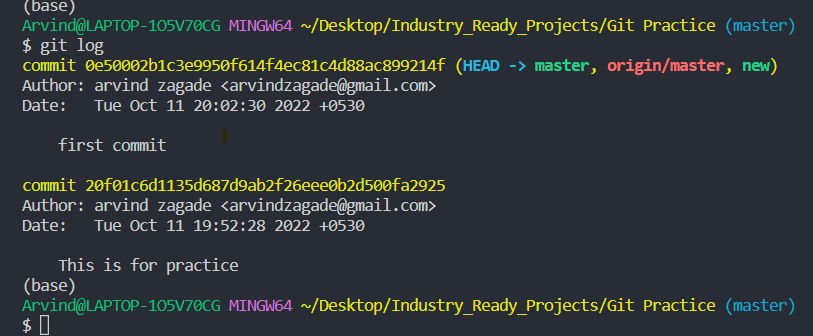 (base)
Arvind@LAPTOP-1O5V70CG MINGW64 ~/Desktop/Industry_Ready_Projects/Git Practice (master)
$ git log
commit 0e50002b1c3e9950f614f4ec81c4d88ac899214f (HEAD -> master, origin/master, new)
Author: arvind zagade <arvindzagade@gmail.com>
Date:   Tue Oct 11 20:02:30 2022 +0530
    first commit
commit 20f01c6d1135d687d9ab2f26eee0b2d500fa2925
Author: arvind zagade <arvindzagade@gmail.com>
Date:   Tue Oct 11 19:52:28 2022 +0530
    This is for practice
(base)
Arvind@LAPTOP-1O5V70CG MINGW64 ~/Desktop/Industry_Ready_Projects/Git Practice (master)
$